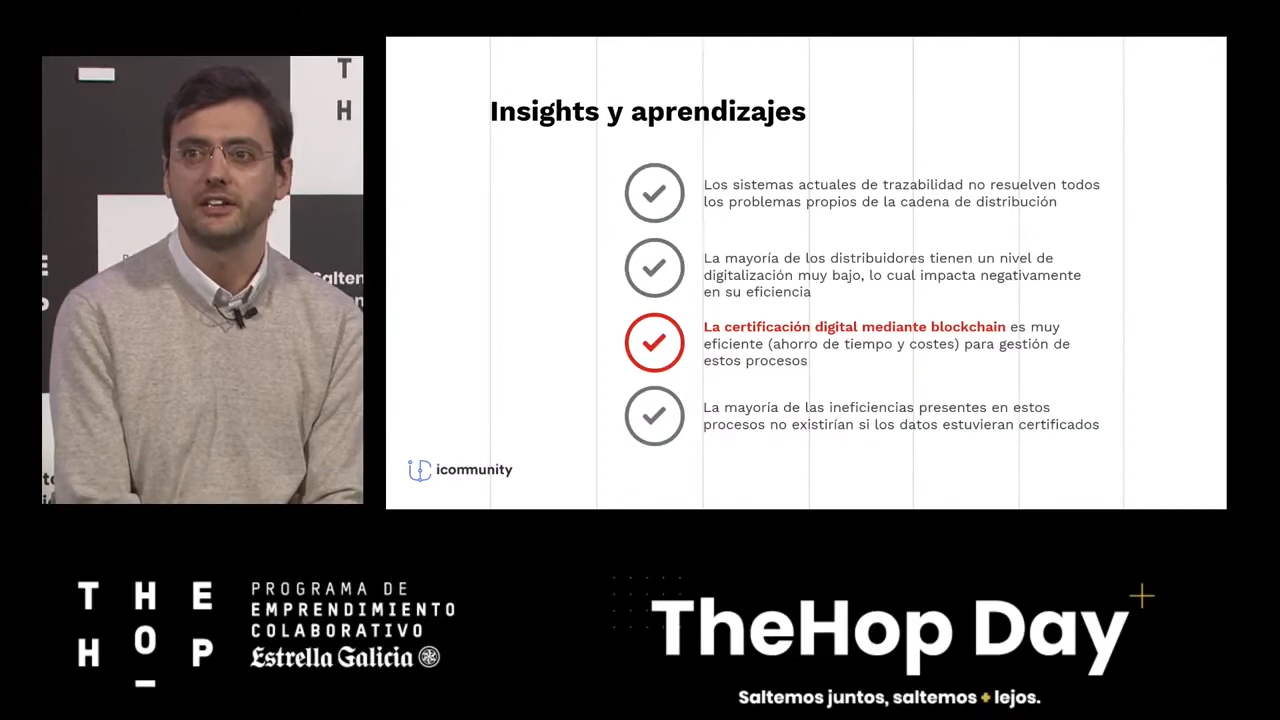 T
H
E
P
Salten
Insights y aprendizajes
Los sistemas actuales de trazabilidad no resuelven todos
los problemas propios de la cadena de distribución
La mayoría de los distribuidores tienen un nivel de
digitalización muy bajo, lo cual impacta negativamente
en su eficiencia
La certificación digital mediante blockchain es muy
eficiente (ahorro de tiempo y costes) para gestión de
estos procesos
La mayoría de las ineficiencias presentes en estos
procesos no existirían si los datos estuvieran certificados
icommunity
T H E
H O P
PROGRAMA DE
EMPRENDIMIENTO
COLABORATIVO
Estrella Galicia
TheHop Day
Saltemos juntos, saltemos + lejos.